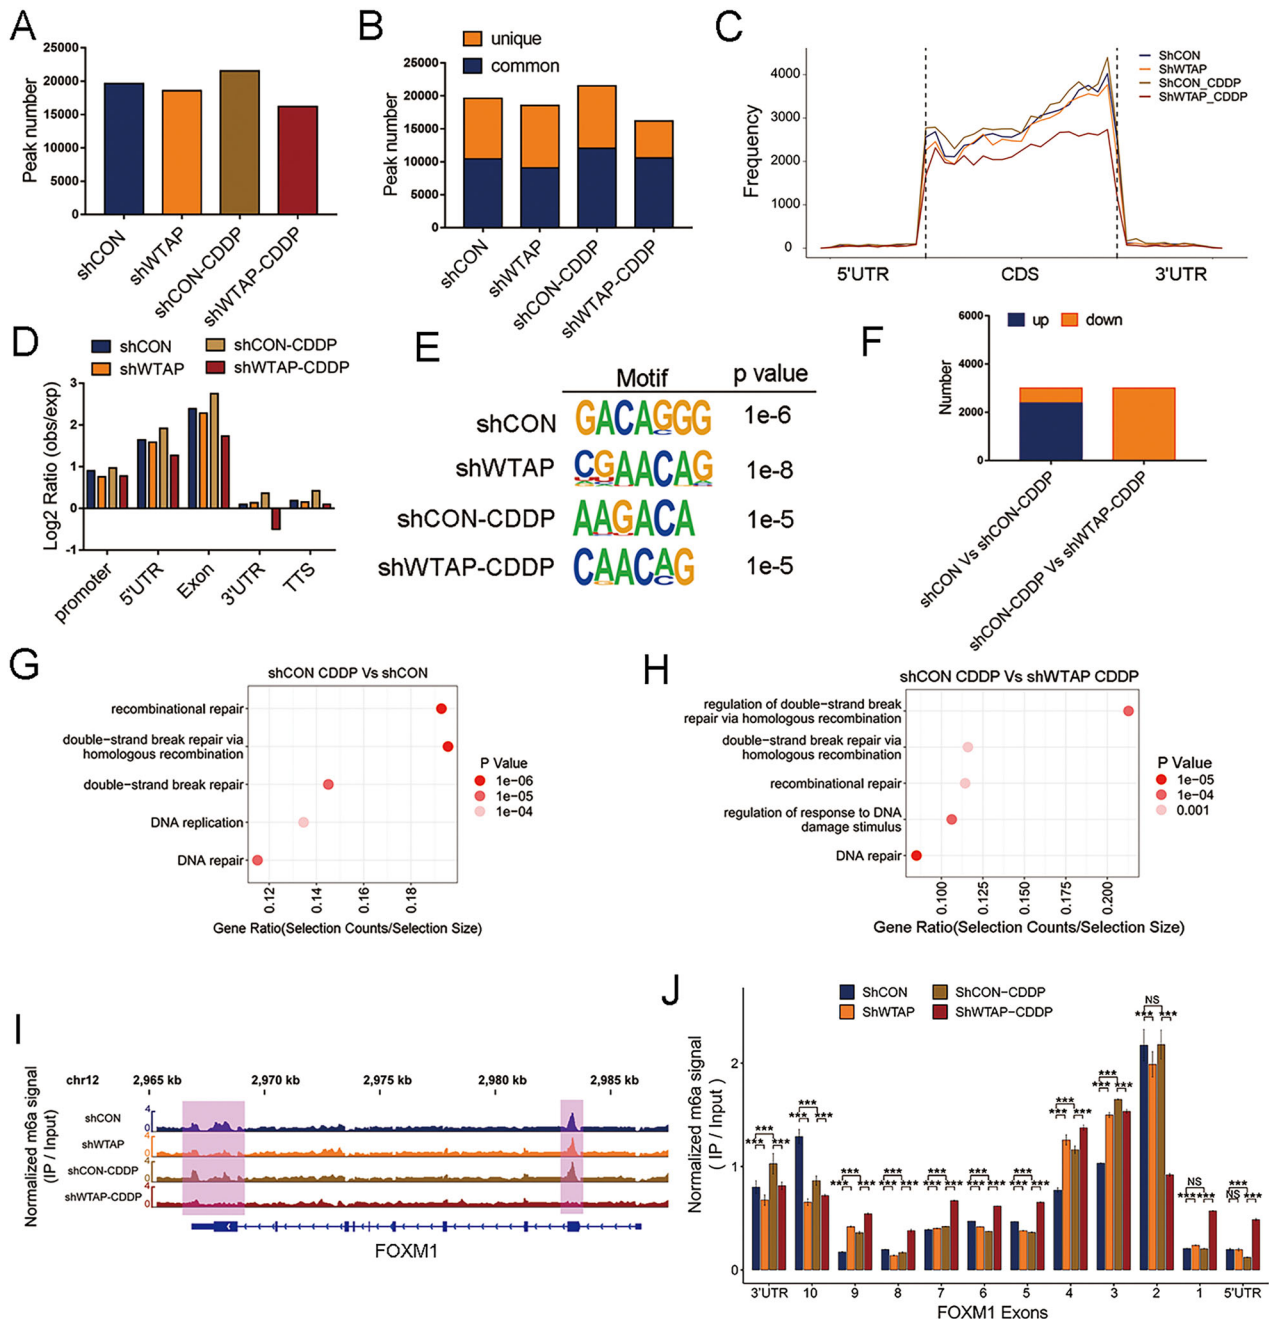 A
25000
20000
15000
10000
5000
0
Peak number
shCON
shWTAP
shCON-CDDP
shWTAP-CDDP
B
unique
common
25000
20000
15000
10000
5000
0
Peak number
shCON
shWTAP
shCON-CDDP
shWTAP-CDDP
C
4000
3000
2000
1000
0
Frequency
ShCON
ShWTAP
ShCON_CDDP
ShWTAP_CDDP
5'UTR
CDS
3'UTR
D
shCON
shWTAP
shCON-CDDP
shWTAP-CDDP
3
2
1
0
-1
Log2 Ratio (obs/exp)
promoter
5'UTR
Exon
3'UTR
TTS
E
Motif
p value
shCON
GACAGGG
1e-6
shWTAP
CGAACAG
1e-8
shCON-CDDP
AAGACA
1e-5
shWTAP-CDDP
CAACAG
1e-5
F
up
down
6000
4000
2000
0
Number
shCON Vs shCON-CDDP
shCON-CDDP Vs shWTAP-CDDP
G
shCON CDDP Vs shCON
recombinational repair
double-strand break repair via
homologous recombination
double-strand break repair
DNA replication
DNA repair
0.12
0.14
0.16
0.18
Gene Ratio(Selection Counts/Selection Size)
P Value
1e-06
1e-05
1e-04
H
shCON CDDP Vs shWTAP CDDP
regulation of double-strand break
repair via homologous recombination
double-strand break repair via
homologous recombination
recombinational repair
regulation of response to DNA
damage stimulus
DNA repair
0.100
0.125
0.150
0.175
0.200
Gene Ratio(Selection Counts/Selection Size)
P Value
1e-05
1e-04
0.001
I
Normalized m6a signal
(IP / Input)
chr12
2,965 kb
2,970 kb
2,975 kb
2,980 kb
2,985 kb
shCON
4
0
shWTAP
4
0
shCON-CDDP
4
0
shWTAP-CDDP
4
0
FOXM1
J
ShCON
ShWTAP
ShCON-CDDP
ShWTAP-CDDP
Normalized m6a signal
( IP / Input )
2
1
0
*** *** ***
*** *** ***
*** *** ***
*** *** ***
*** *** ***
*** *** ***
*** *** ***
*** *** ***
*** *** ***
NS *** ***
NS *** ***
*** NS ***
3'UTR
10
9
8
7
6
5
4
3
2
1
5'UTR
FOXM1 Exons